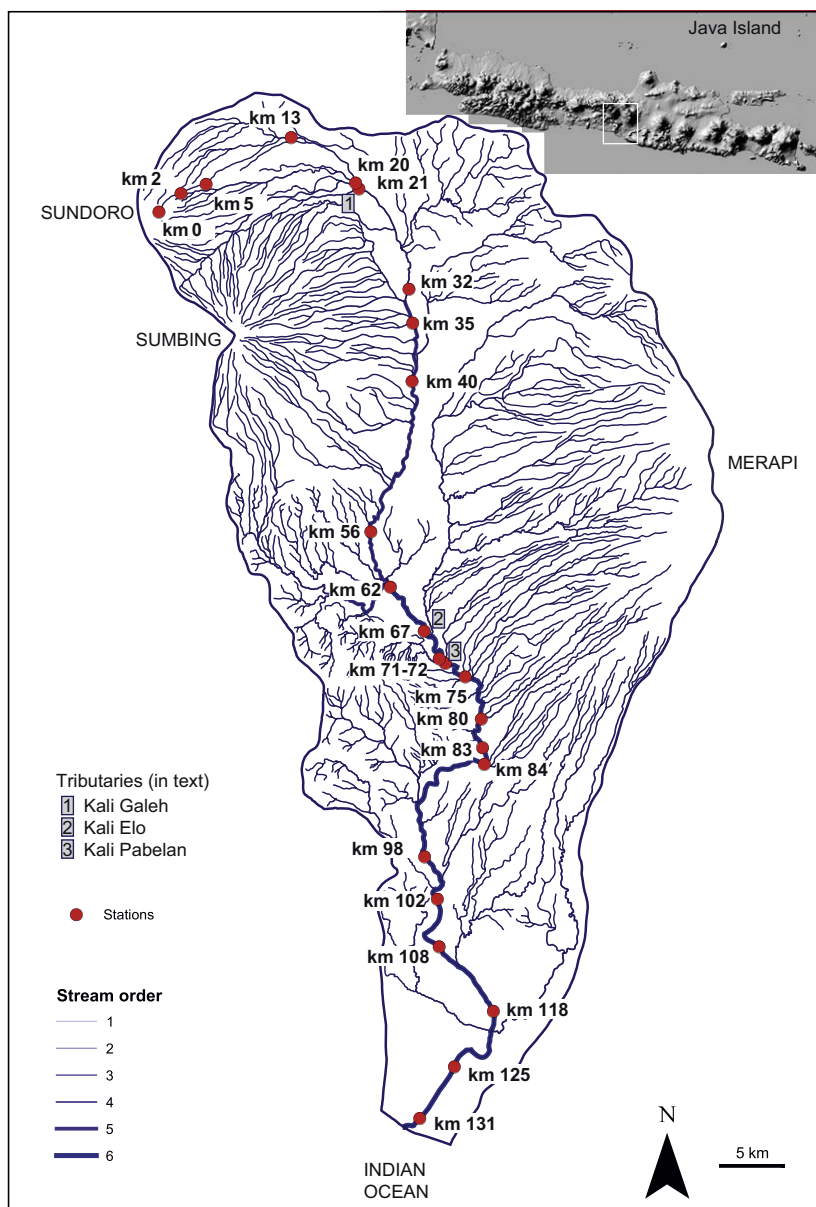 Java Island
km 13
km 20
km 2
km 21
km 5
1
SUNDORO
km 0
km 32
km 35
SUMBING
km 40
MERAPI
km 56
km 62
2
km 67
3
km 71-72
km 75
km 80
km 83
km 84
Tributaries (in text)
1 Kali Galeh
2 Kali Elo
3 Kali Pabelan
km 98
km 102
Stations
km 108
Stream order
1
2
3
4
5
6
km 118
km 125
km 131
N
5 km
INDIAN
OCEAN